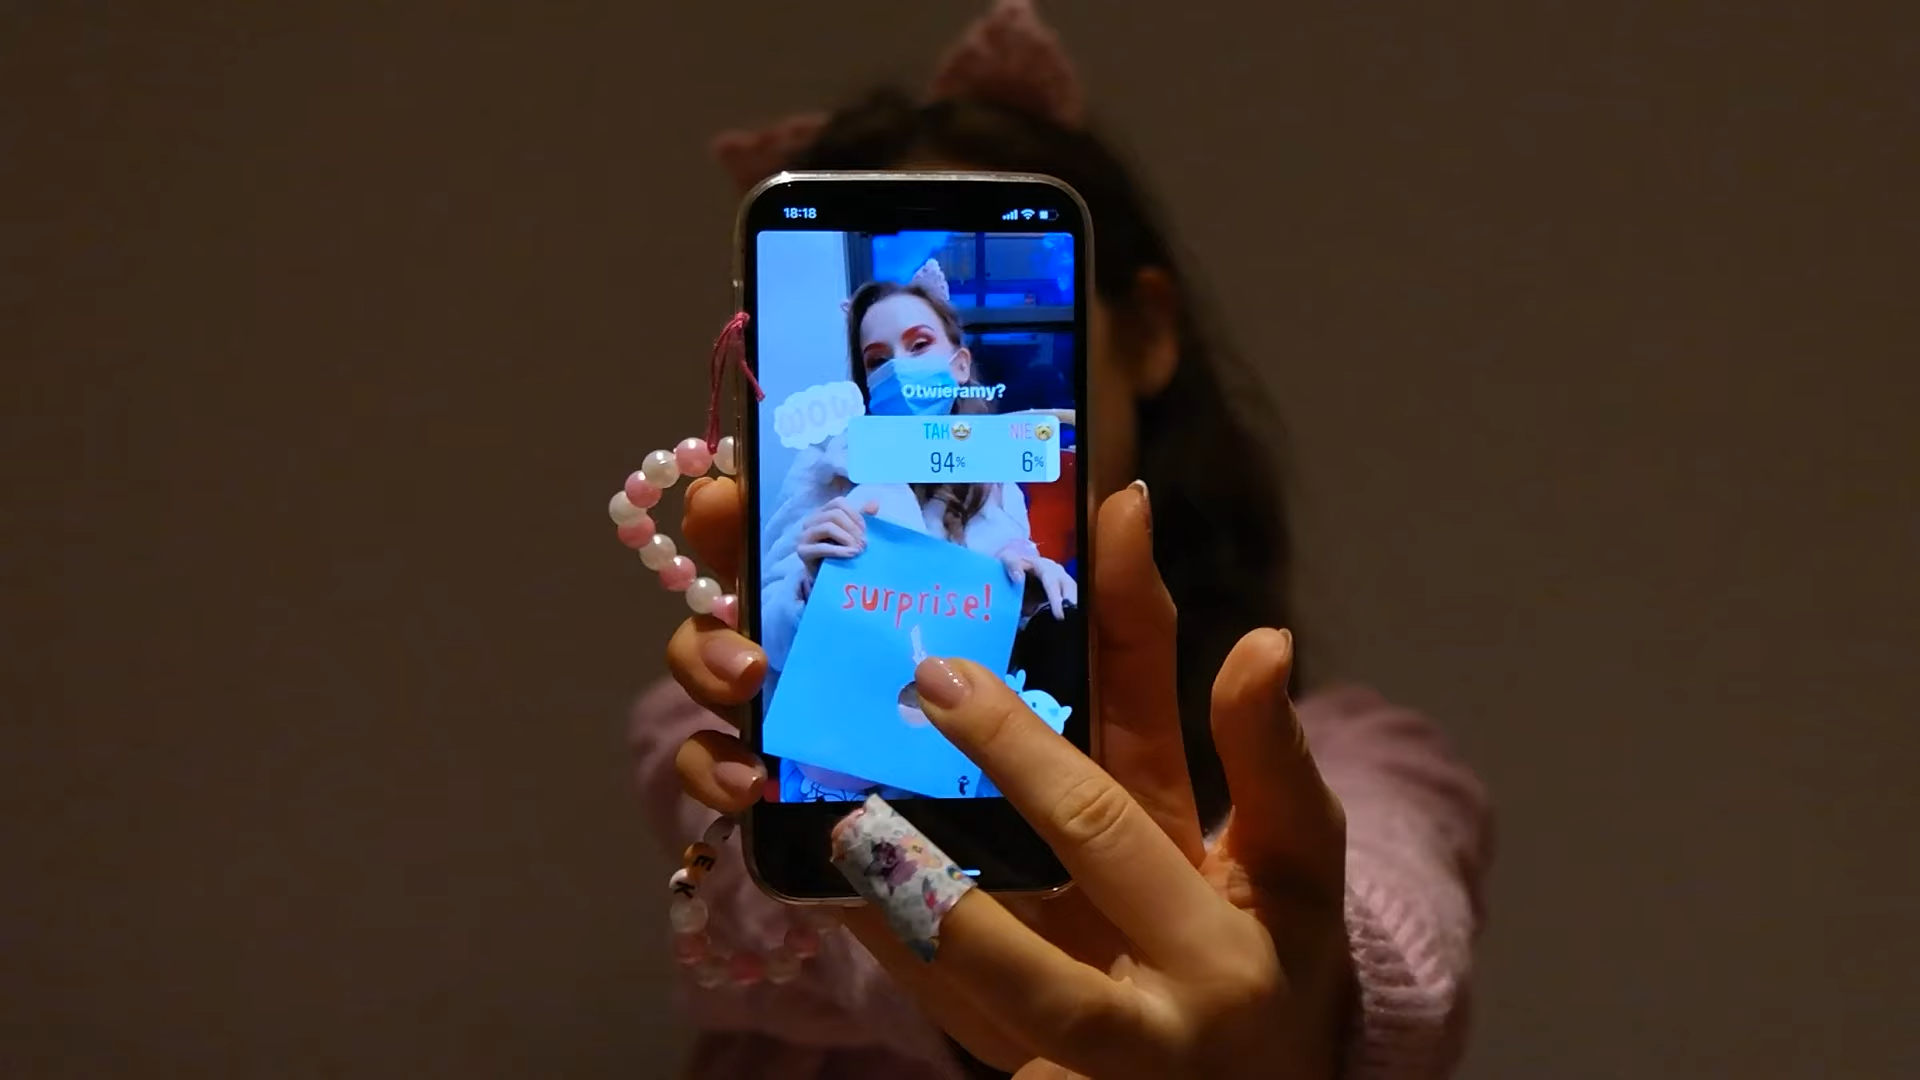 18:18
Otwieramy?
WOW
TAK🤩 NIE😢
94% 6%
surprise!
E
K